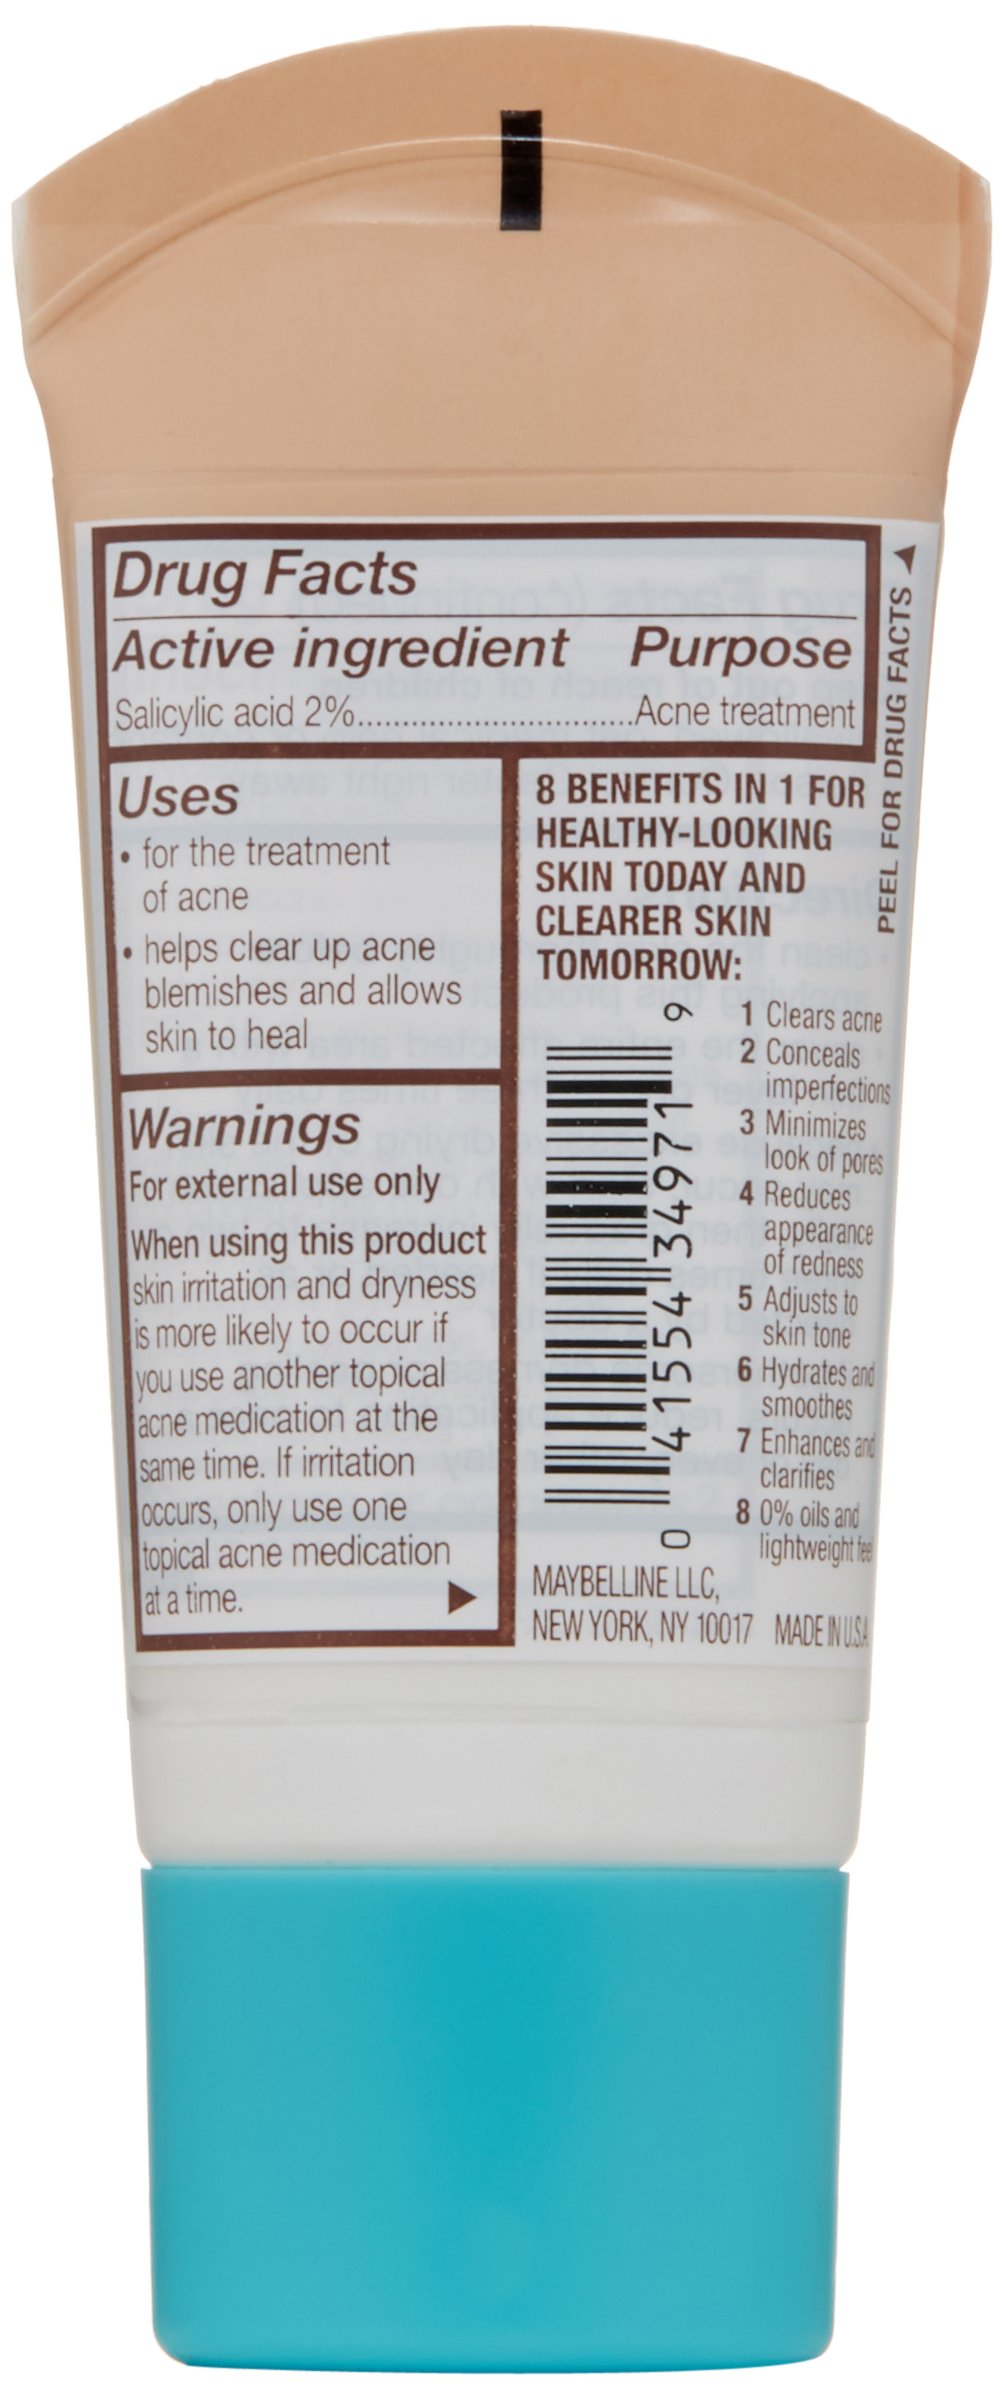 Drug Facts
Active ingredient Purpose
Salicylic acid 2%..............................Acne treatment
Uses
• for the treatment
of acne
• helps clear up acne
blemishes and allows
skin to heal
Warnings
For external use only
When using this product
skin irritation and dryness
is more likely to occur if
you use another topical
acne medication at the
same time. If irritation
occurs, only use one
topical acne medication
at a time.
8 BENEFITS IN 1 FOR
HEALTHY-LOOKING
SKIN TODAY AND
CLEARER SKIN
TOMORROW:
1 Clears acne
2 Conceals
imperfections
3 Minimizes
look of pores
4 Reduces
appearance
of redness
5 Adjusts to
skin tone
6 Hydrates and
smoothes
7 Enhances and
clarifies
8 0% oils and
lightweight feel
0 41554 34971 9
MAYBELLINE LLC,
NEW YORK, NY 10017 MADE IN U.S.A.
PEEL FOR DRUG FACTS